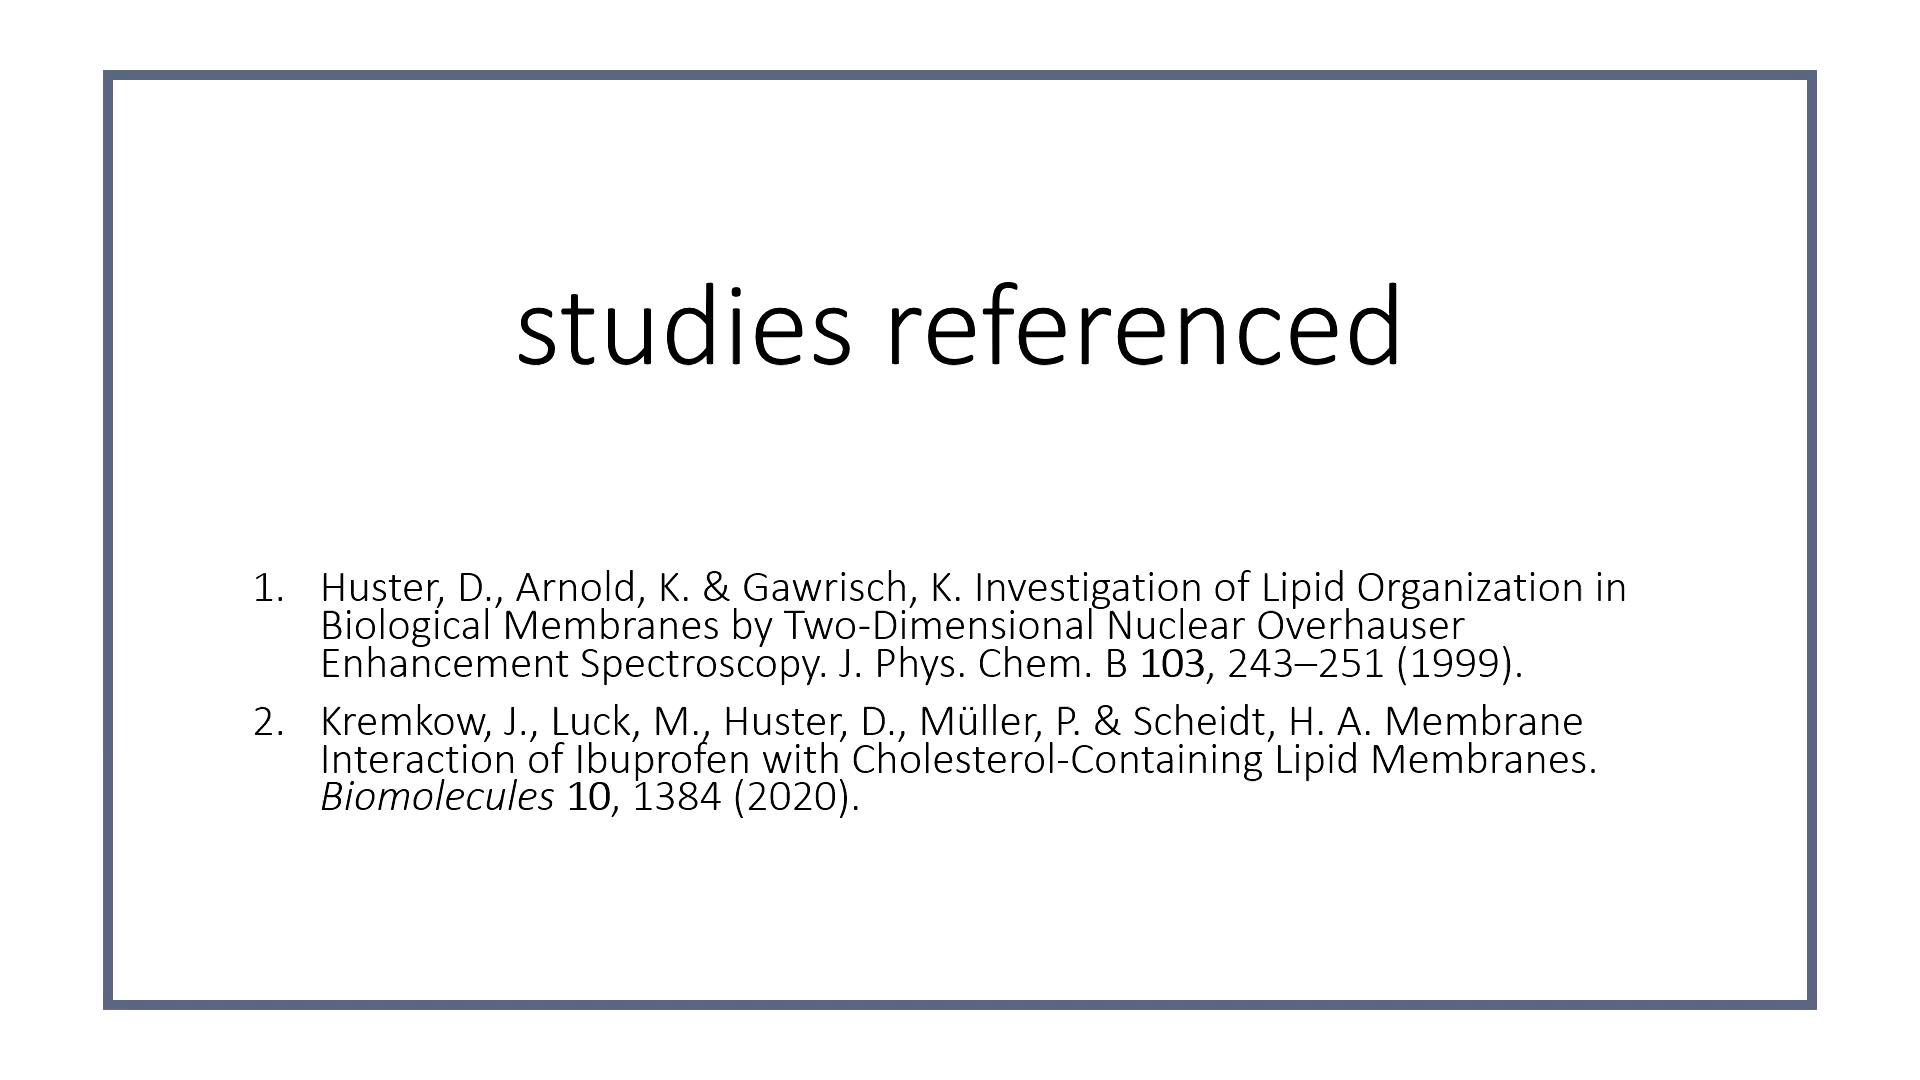 studies referenced
1. Huster, D., Arnold, K. & Gawrisch, K. Investigation of Lipid Organization in
Biological Membranes by Two-Dimensional Nuclear Overhauser
Enhancement Spectroscopy. J. Phys. Chem. B 103, 243–251 (1999).
2. Kremkow, J., Luck, M., Huster, D., Müller, P. & Scheidt, H. A. Membrane
Interaction of Ibuprofen with Cholesterol-Containing Lipid Membranes.
Biomolecules 10, 1384 (2020).